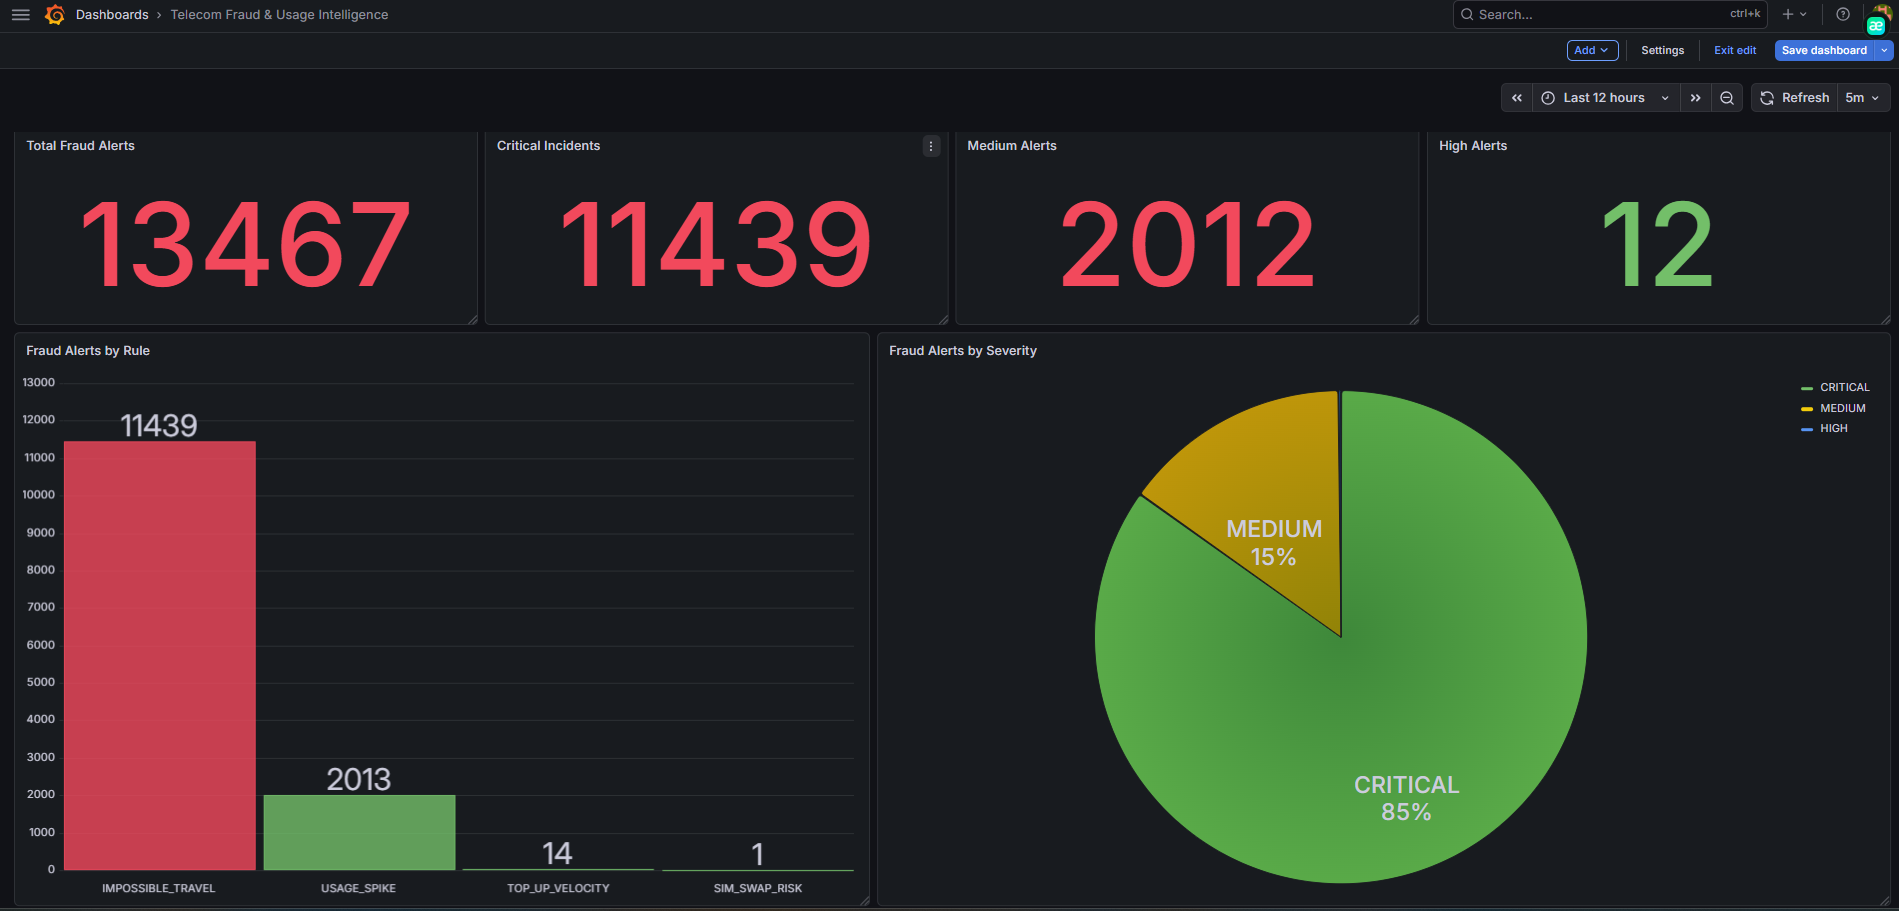 Dashboards › Telecom Fraud & Usage Intelligence
Search... ctrl+k
æ
Add Settings Exit edit Save dashboard
Last 12 hours Refresh 5m
Total Fraud Alerts
13467
Critical Incidents
11439
Medium Alerts
2012
High Alerts
12
Fraud Alerts by Rule
13000
12000
11000
10000
9000
8000
7000
6000
5000
4000
3000
2000
1000
0
11439
2013
14
1
IMPOSSIBLE_TRAVEL USAGE_SPIKE TOP_UP_VELOCITY SIM_SWAP_RISK
Fraud Alerts by Severity
CRITICAL
MEDIUM
HIGH
MEDIUM
15%
CRITICAL
85%